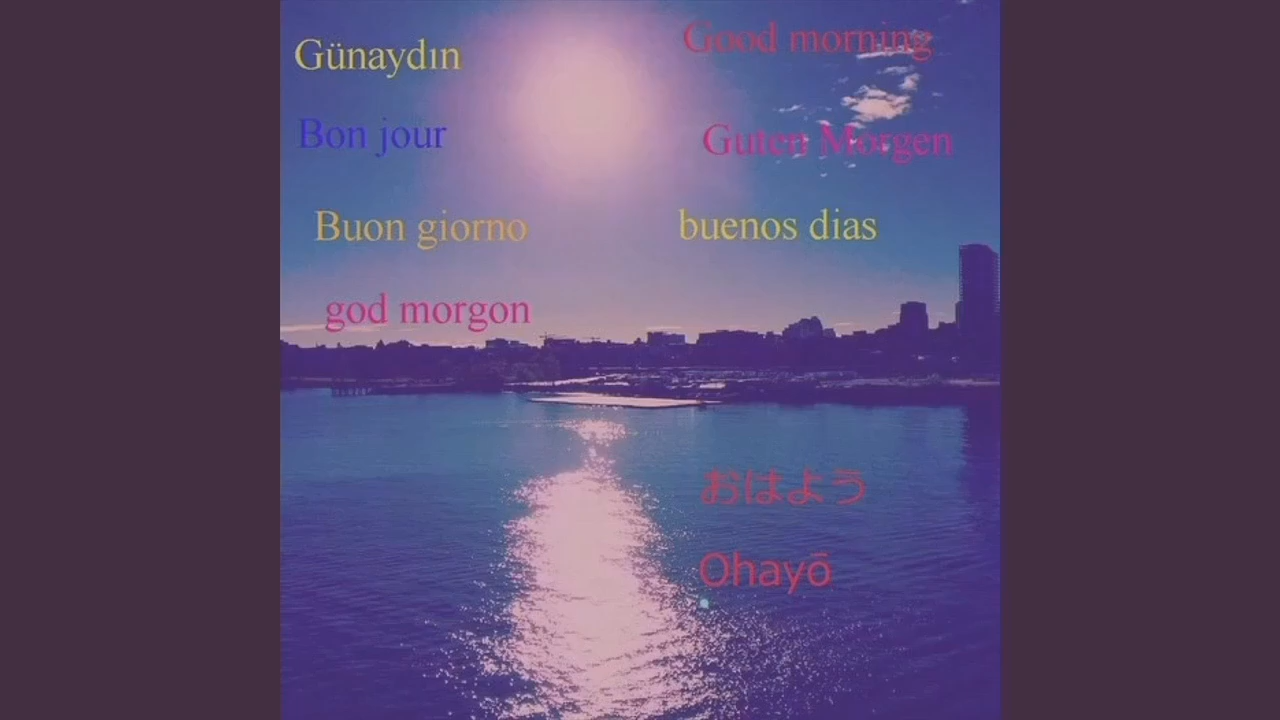 Günaydın
Good morning
Bon jour
Guten Morgen
Buon giorno
buenos dias
god morgon
おはよう
Ohayō